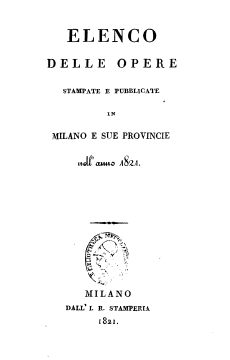 ELENCO
DELLE OPERE
STAMPATE E PUBBLICATE
IN
MILANO E SUE PROVINCIE
nell'anno 1821.
MILANO
DALL' I. R. STAMPERIA
1821.